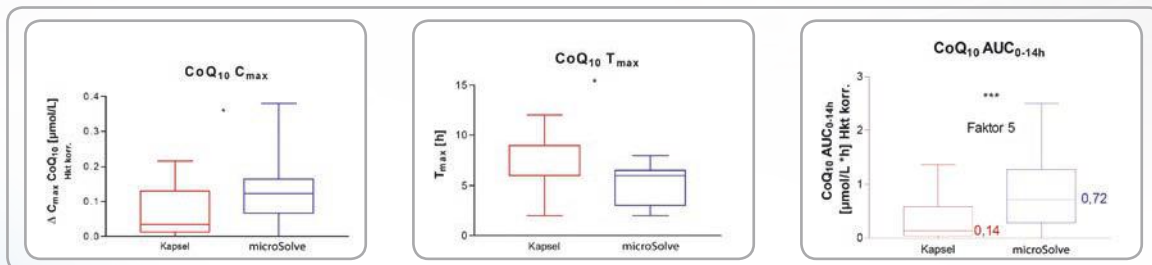 CoQ10 Cmax
*
Δ Cmax CoQ10 [µmol/L]
Hkt korr.
0.4
0.3
0.2
0.1
0.0
Kapsel microSolve
CoQ10 Tmax
*
Tmax [h]
15
10
5
0
Kapsel microSolve
CoQ10 AUC0-14h
***
Faktor 5
CoQ10 AUC0-14h
[µmol/L *h] Hkt korr.
3
2
1
0
0,72
0,14
Kapsel microSolve